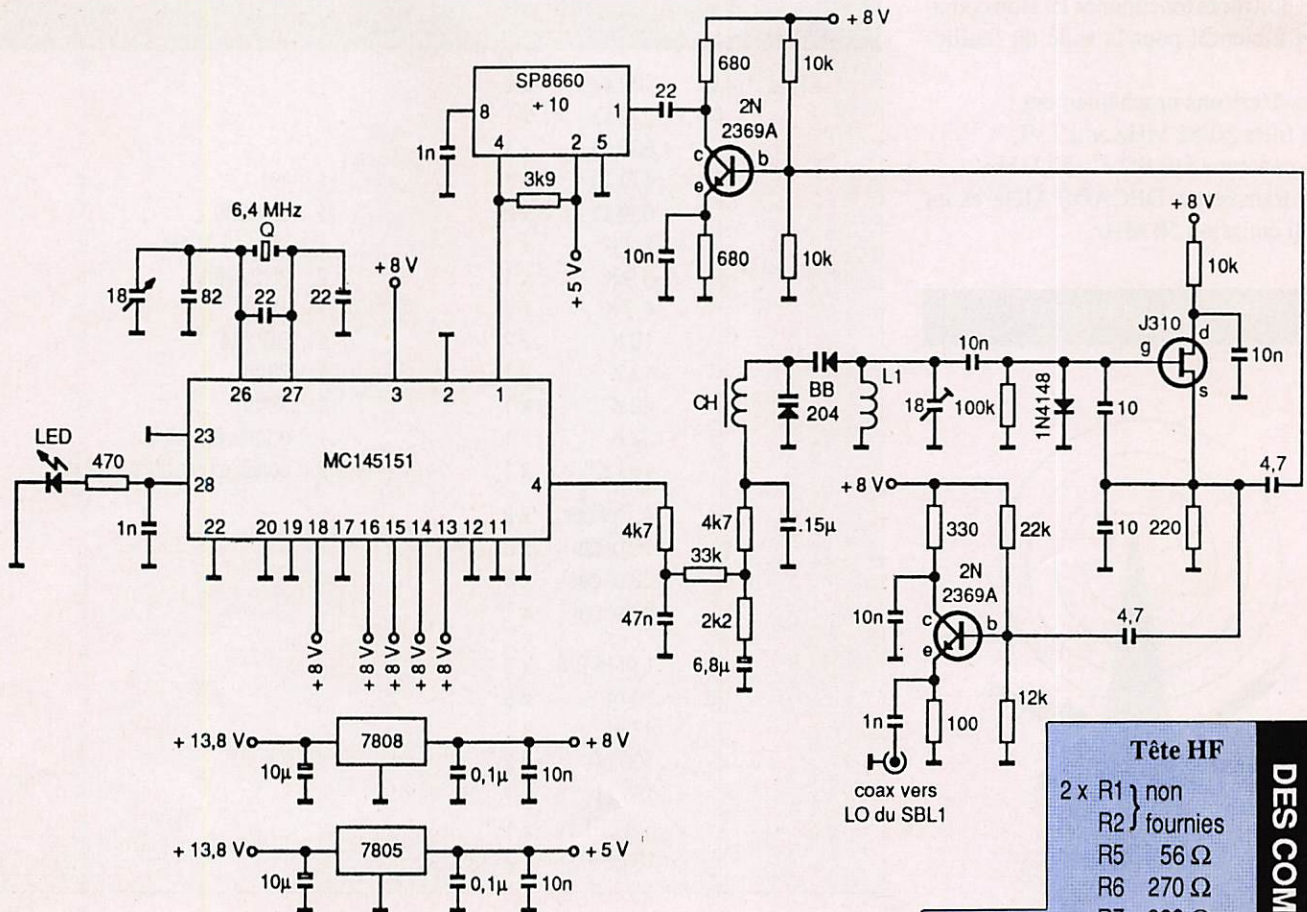 + 8 V
680
10k
SP8660
÷ 10
8
1
4
2
5
22
2N
2369A
c
b
e
1n
3k9
10n
680
10k
+ 5 V
6,4 MHz
Q
18
82
22
22
+ 8 V
26
27
3
2
1
23
28
MC145151
4
22
20
19
18
17
16
15
14
13
12
11
LED
470
1n
+ 8 V
+ 8 V
+ 8 V
+ 8 V
+ 8 V
+ 8 V
10k
J310
d
g
s
10n
10n
CH
BB
204
L1
18
100k
1N4148
10
10
220
4,7
4k7
4k7
.15µ
33k
47n
2k2
6,8µ
+ 8 V
330
22k
2N
2369A
10n
c
b
e
4,7
1n
100
12k
coax vers
LO du SBL1
+ 13,8 V
7808
+ 8 V
10µ
0,1µ
10n
+ 13,8 V
7805
+ 5 V
10µ
0,1µ
10n
Tête HF
2 x R1 } non
R2 } fournies
R5 56 Ω
R6 270 Ω
DES COM